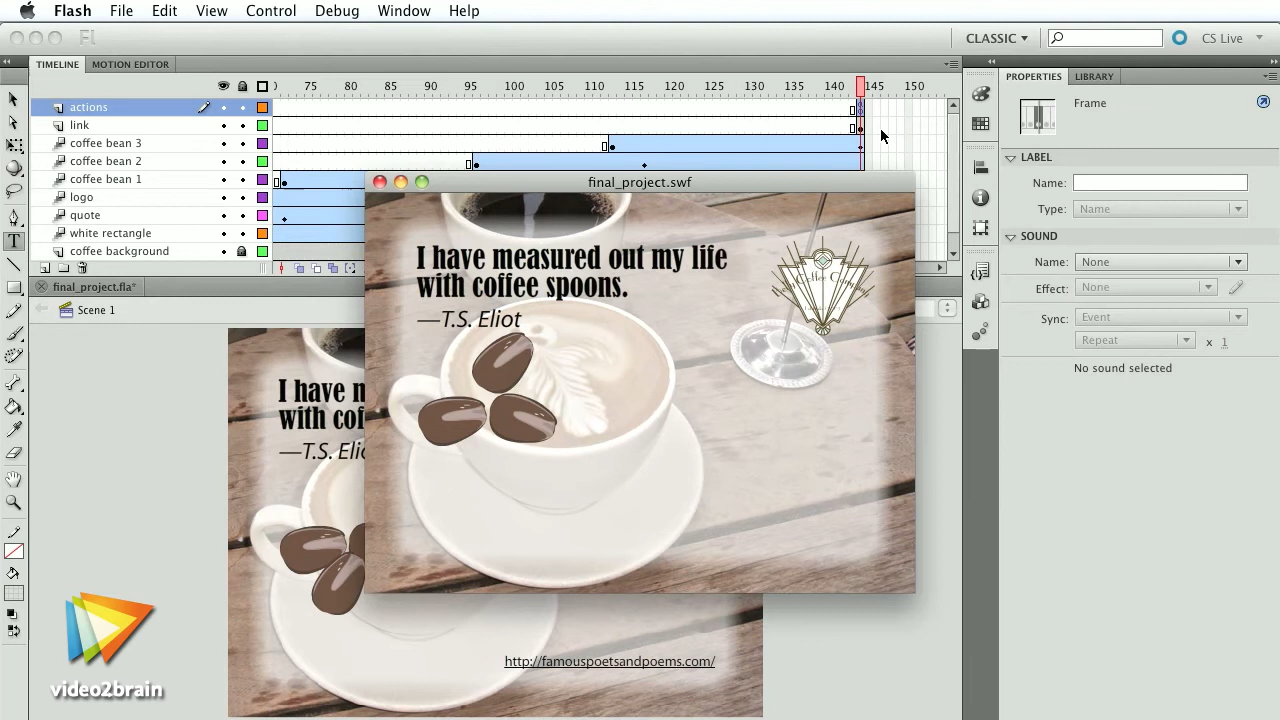 Flash File Edit View Control Debug Window Help
Fl CLASSIC CS Live
TIMELINE MOTION EDITOR
75 80 85 90 95 100 105 110 115 120 125 130 135 140 145 150
actions
link
coffee bean 3
coffee bean 2
coffee bean 1
logo
quote
white rectangle
coffee background
final_project.fla*
Scene 1
final_project.swf
I have measured out my life
with coffee spoons.
—T.S. Eliot
I have m
with cof
—T.S. Elio
http://famouspoetsandpoems.com/
video2brain
PROPERTIES LIBRARY
Frame
LABEL
Name:
Type: Name
SOUND
Name: None
Effect: None
Sync: Event
Repeat x 1
No sound selected